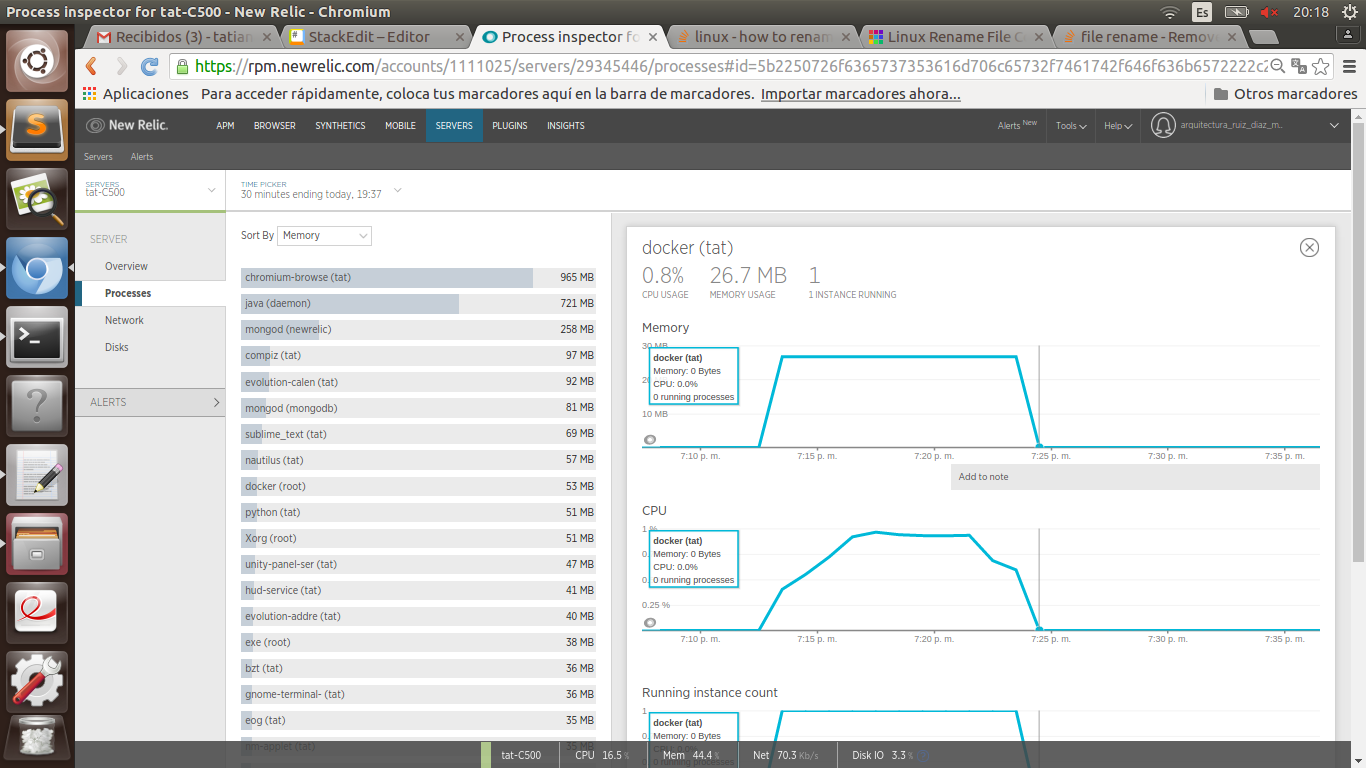 Process inspector for tat-C500 - New Relic - Chromium
Es
20:18
Recibidos (3) - tatian
StackEdit – Editor
Process inspector fo
linux - how to renam
Linux Rename File C
file rename - Remov
https://rpm.newrelic.com/accounts/1111025/servers/29345446/processes#id=5b2250726f6365737353616d706c65732f7461742f646f636b6572222c2
Aplicaciones
Para acceder rápidamente, coloca tus marcadores aquí en la barra de marcadores.
Importar marcadores ahora...
Otros marcadores
New Relic.
APM
BROWSER
SYNTHETICS
MOBILE
SERVERS
PLUGINS
INSIGHTS
Alerts New
Tools
Help
arquitectura_ruiz_diaz_m..
Servers
Alerts
SERVERS
tat-C500
TIME PICKER
30 minutes ending today, 19:37
SERVER
Overview
Processes
Network
Disks
ALERTS
Sort By
Memory
chromium-browse (tat) 965 MB
java (daemon) 721 MB
mongod (newrelic) 258 MB
compiz (tat) 97 MB
evolution-calen (tat) 92 MB
mongod (mongodb) 81 MB
sublime_text (tat) 69 MB
nautilus (tat) 57 MB
docker (root) 53 MB
python (tat) 51 MB
Xorg (root) 51 MB
unity-panel-ser (tat) 47 MB
hud-service (tat) 41 MB
evolution-addre (tat) 40 MB
exe (root) 38 MB
bzt (tat) 36 MB
gnome-terminal- (tat) 36 MB
eog (tat) 35 MB
nm-applet (tat) 35 MB
docker (tat)
0.8% 26.7 MB 1
CPU USAGE MEMORY USAGE 1 INSTANCE RUNNING
Memory
30 MB
docker (tat)
Memory: 0 Bytes
CPU: 0.0%
0 running processes
10 MB
7:10 p. m. 7:15 p. m. 7:20 p. m. 7:25 p. m. 7:30 p. m. 7:35 p. m.
Add to note
CPU
1 %
docker (tat)
Memory: 0 Bytes
CPU: 0.0%
0 running processes
0.25 %
7:10 p. m. 7:15 p. m. 7:20 p. m. 7:25 p. m. 7:30 p. m. 7:35 p. m.
Running instance count
docker (tat)
Memory: 0 Bytes
CPU: 0.0%
tat-C500
CPU 16.5 %
Mem 44.4 %
Net 70.3 Kb/s
Disk IO 3.3 %